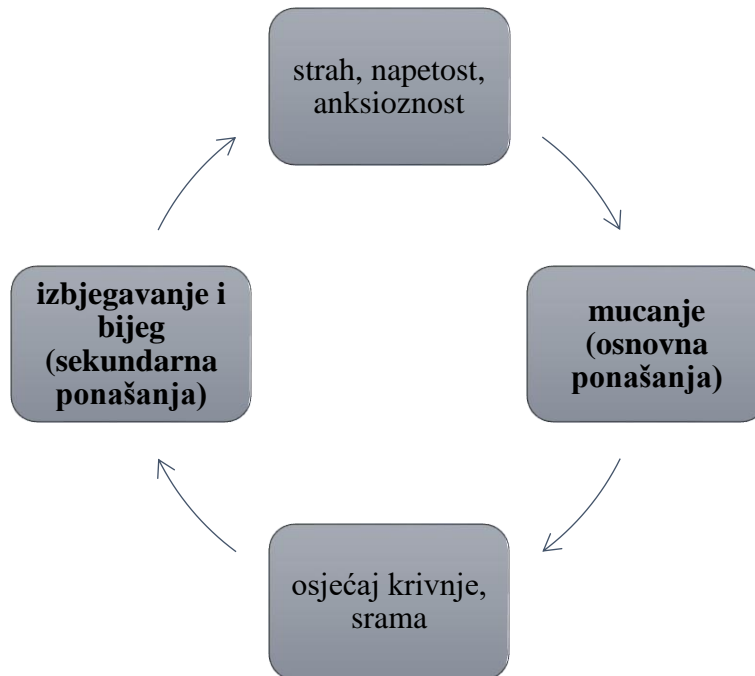 strah, napetost,
anksioznost
izbjegavanje i
bijeg
(sekundarna
ponašanja)
mucanje
(osnovna
ponašanja)
osjećaj krivnje,
srama